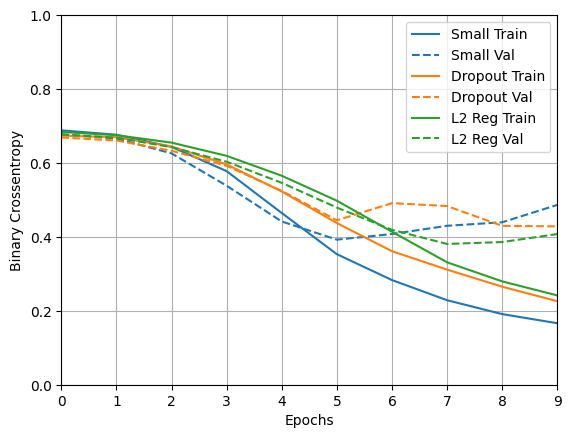 1.0
0.8
0.6
0.4
0.2
0.0
Binary Crossentropy
Small Train
Small Val
Dropout Train
Dropout Val
L2 Reg Train
L2 Reg Val
0 1 2 3 4 5 6 7 8 9
Epochs